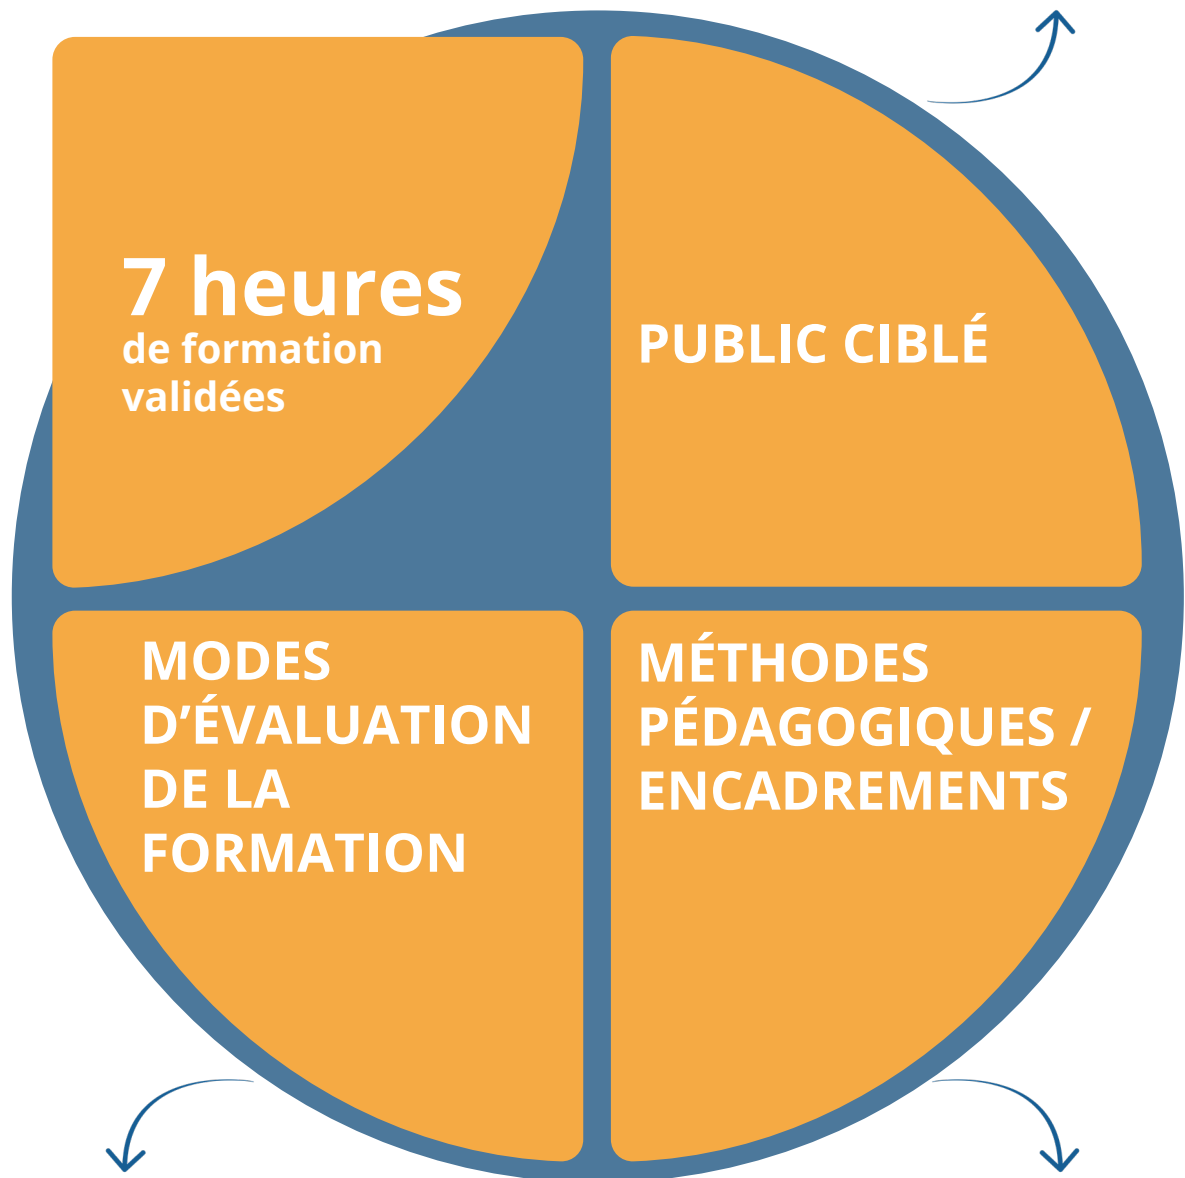 7 heures
de formation
validées
PUBLIC CIBLÉ
MODES
D’ÉVALUATION
DE LA
FORMATION
MÉTHODES
PÉDAGOGIQUES /
ENCADREMENTS